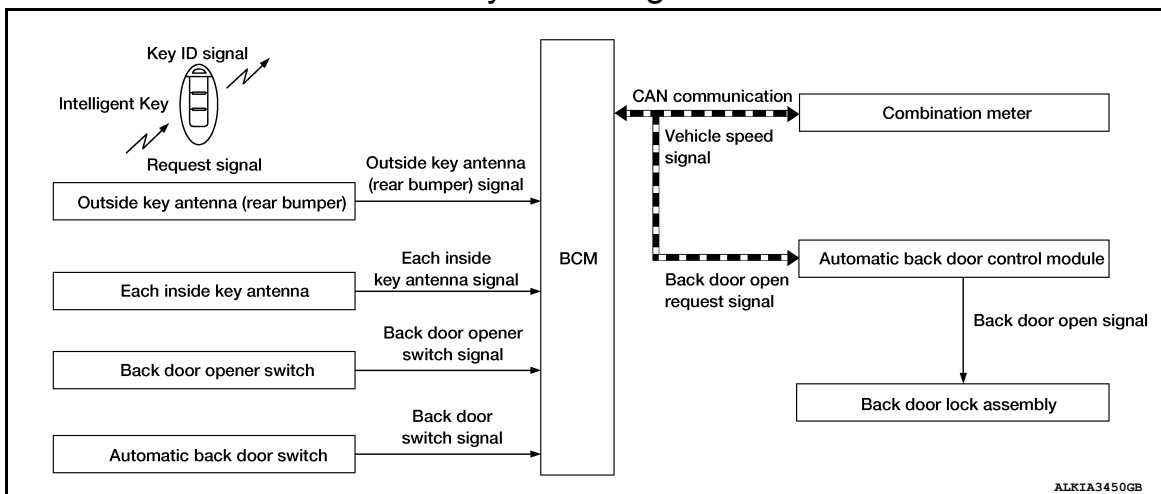 Key ID signal
Intelligent Key
Request signal
Outside key antenna (rear bumper)
Outside key antenna
(rear bumper) signal
Each inside key antenna
Each inside
key antenna signal
Back door opener switch
Back door opener
switch signal
Automatic back door switch
Back door
switch signal
BCM
CAN communication
Vehicle speed
signal
Combination meter
Back door open
request signal
Automatic back door control module
Back door open signal
Back door lock assembly
ALKIA3450GB